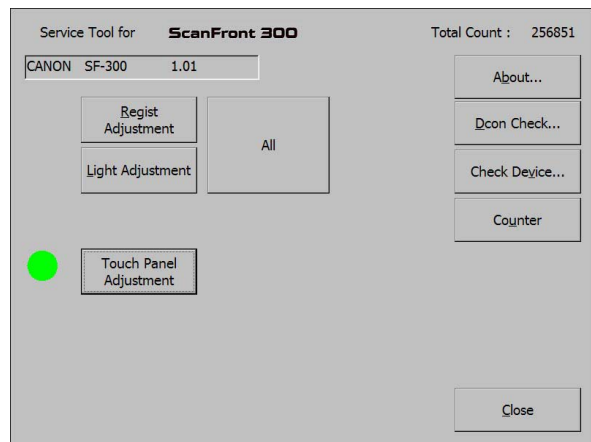 Service Tool for ScanFront 300 Total Count : 256851
CANON SF-300 1.01
About...
Regist
Adjustment
All
Dcon Check...
Light Adjustment
Check Device...
Counter
Touch Panel
Adjustment
Close